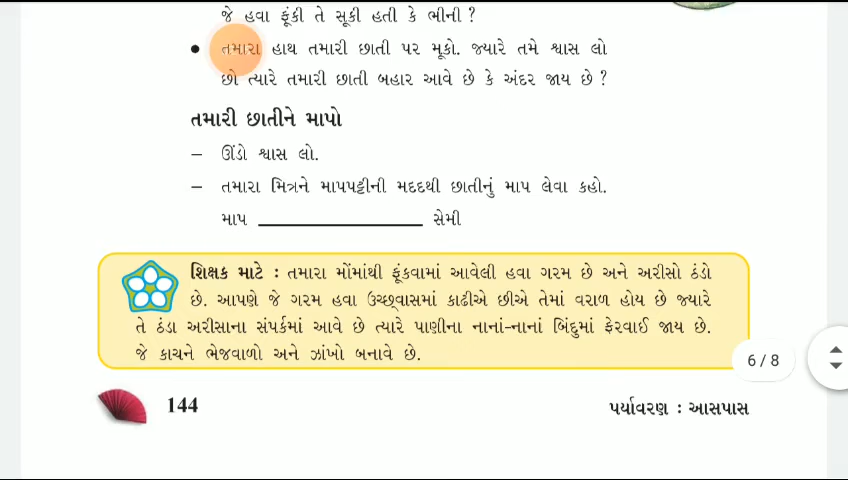 જે હવા ફૂંકી તે સૂકી હતી કે ભીની ?
● તમારા હાથ તમારી છાતી પર મૂકો. જ્યારે તમે શ્વાસ લો
છો ત્યારે તમારી છાતી બહાર આવે છે કે અંદર જાય છે ?
તમારી છાતીને માપો
– ઊંડો શ્વાસ લો.
– તમારા મિત્રને માપપટ્ટીની મદદથી છાતીનું માપ લેવા કહો.
માપ ______________ સેમી
શિક્ષક માટે : તમારા મોંમાંથી ફૂંકવામાં આવેલી હવા ગરમ છે અને અરીસો ઠંડો
છે. આપણે જે ગરમ હવા ઉચ્છ્વાસમાં કાઢીએ છીએ તેમાં વરાળ હોય છે જ્યારે
તે ઠંડા અરીસાના સંપર્કમાં આવે છે ત્યારે પાણીના નાનાં-નાનાં બિંદુમાં ફેરવાઈ જાય છે.
જે કાચને ભેજવાળો અને ઝાંખો બનાવે છે.
6 / 8
144
પર્યાવરણ : આસપાસ